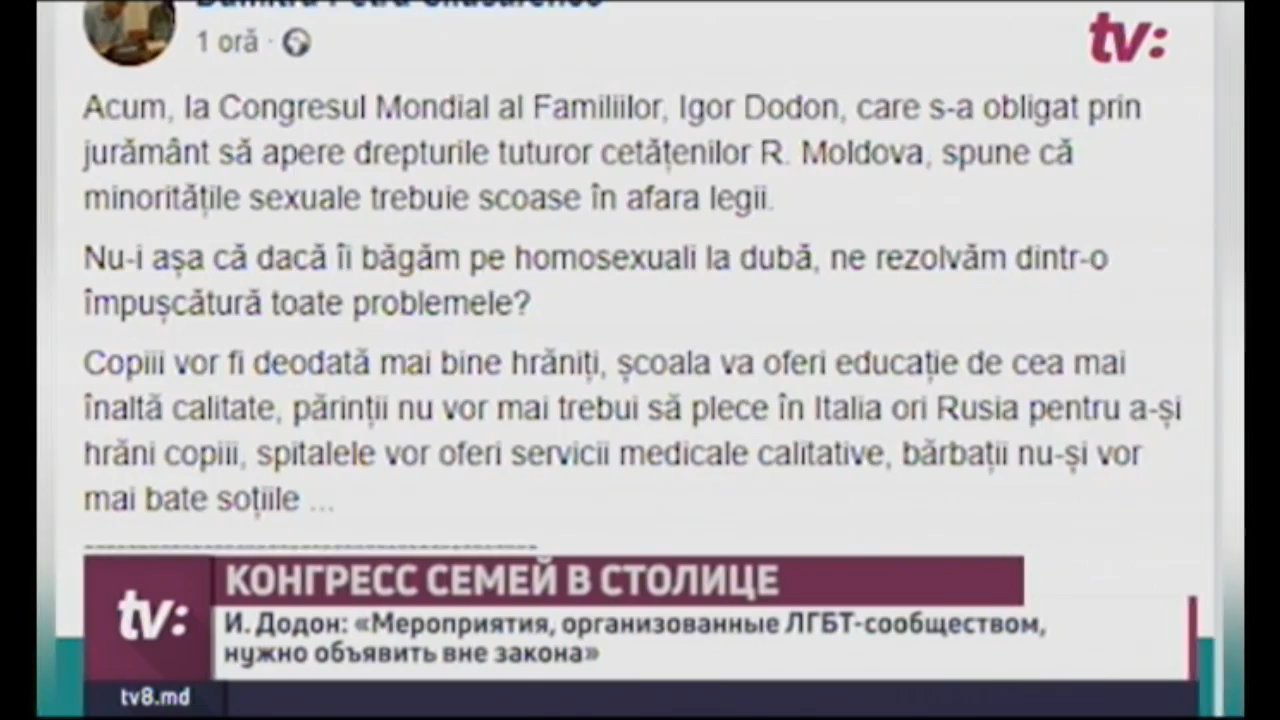 1 oră ·
tv:
Acum, la Congresul Mondial al Familiilor, Igor Dodon, care s-a obligat prin
jurământ să apere drepturile tuturor cetățenilor R. Moldova, spune că
minoritățile sexuale trebuie scoase în afara legii.
Nu-i așa că dacă îi băgăm pe homosexuali la dubă, ne rezolvăm dintr-o
împușcătură toate problemele?
Copiii vor fi deodată mai bine hrăniți, școala va oferi educație de cea mai
înaltă calitate, părinții nu vor mai trebui să plece în Italia ori Rusia pentru a-și
hrăni copiii, spitalele vor oferi servicii medicale calitative, bărbații nu-și vor
mai bate soțiile ...
КОНГРЕСС СЕМЕЙ В СТОЛИЦЕ
tv:
И. Додон: «Мероприятия, организованные ЛГБТ-сообществом,
нужно объявить вне закона»
tv8.md